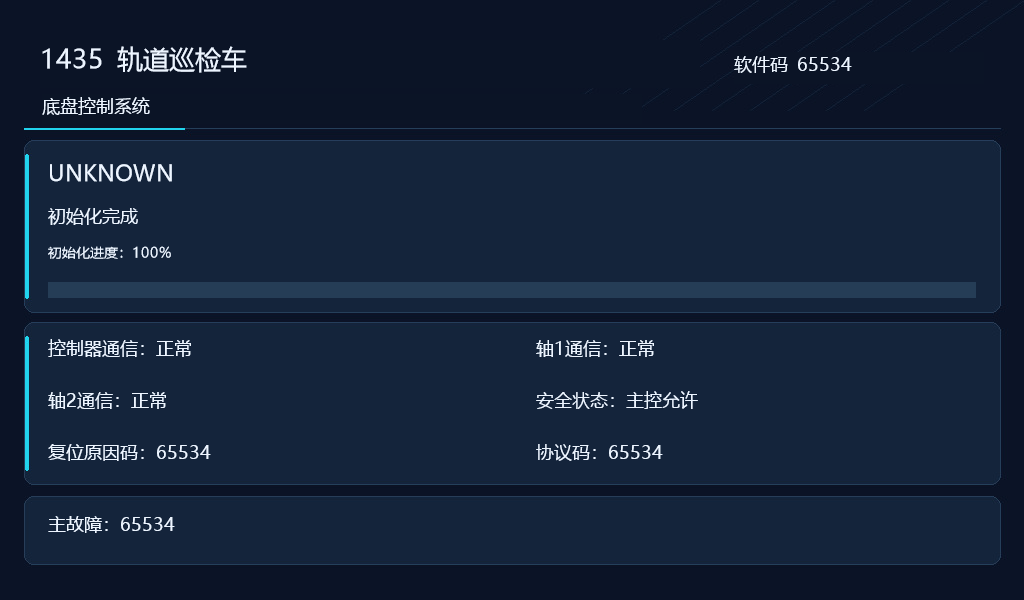 1435 轨道巡检车
软件码 65534
底盘控制系统
UNKNOWN
初始化完成
初始化进度：100%
控制器通信：正常
轴1通信：正常
轴2通信：正常
安全状态：主控允许
复位原因码：65534
协议码：65534
主故障：65534